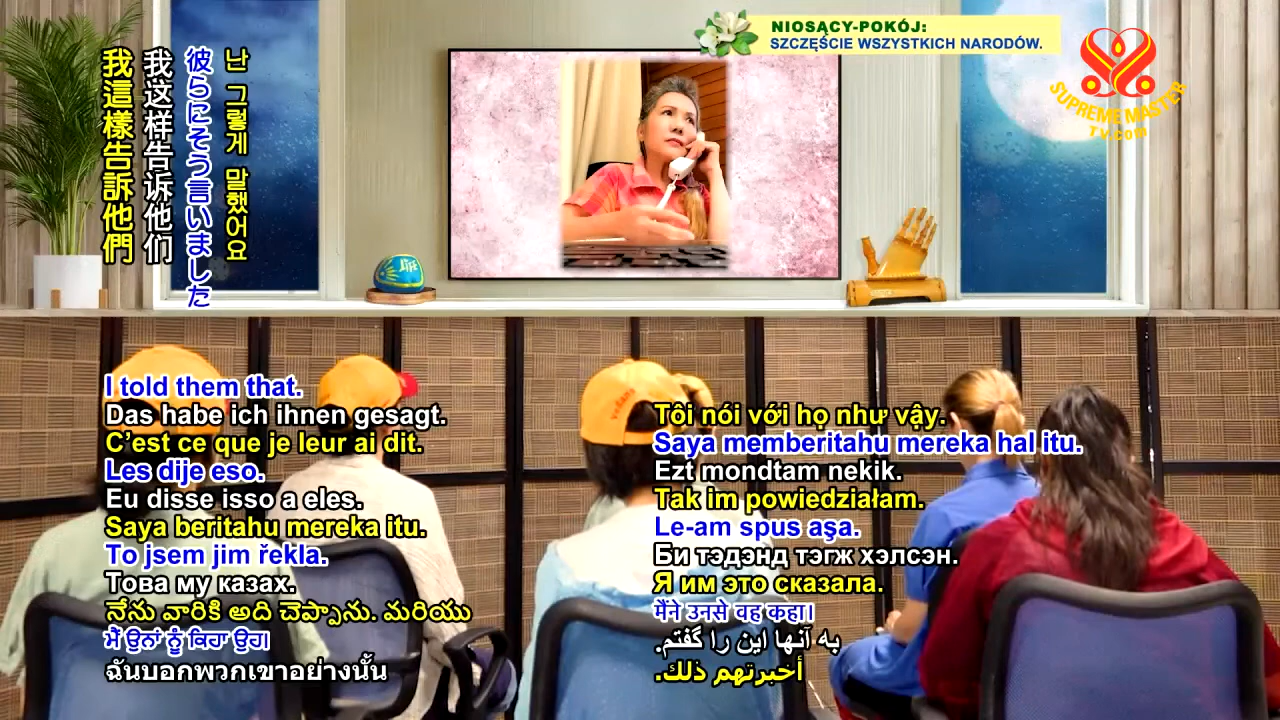 NIOSĄCY-POKÓJ:
SZCZĘŚCIE WSZYSTKICH NARODÓW.
SUPREME MASTER
TV.com
我這樣告訴他們
我这样告诉他们
彼らにそう言いました
난 그렇게 말했어요
I told them that.
Das habe ich ihnen gesagt.
C’est ce que je leur ai dit.
Les dije eso.
Eu disse isso a eles.
Saya beritahu mereka itu.
To jsem jim řekla.
Това му казах.
నేను వారికి అది చెప్పాను. మరియు
ਮੈਂ ਉਨਾਂ ਨੂੰ ਕਿਹਾ ਉਹ।
ฉันบอกพวกเขาอย่างนั้น
Tôi nói với họ như vậy.
Saya memberitahu mereka hal itu.
Ezt mondtam nekik.
Tak im powiedziałam.
Le-am spus aşa.
Би тэдэнд тэгж хэлсэн.
Я им это сказала.
मैंने उनसे वह कहा।
به آنها این را گفتم.
أخبرتهم ذلك.